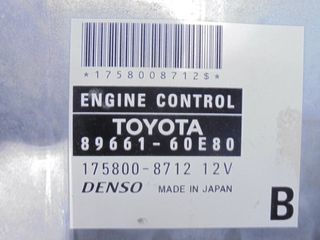 *1758008712$*
ENGINE CONTROL
TOYOTA
89661-60E80
175800-8712 12V
DENSO MADE IN JAPAN
B